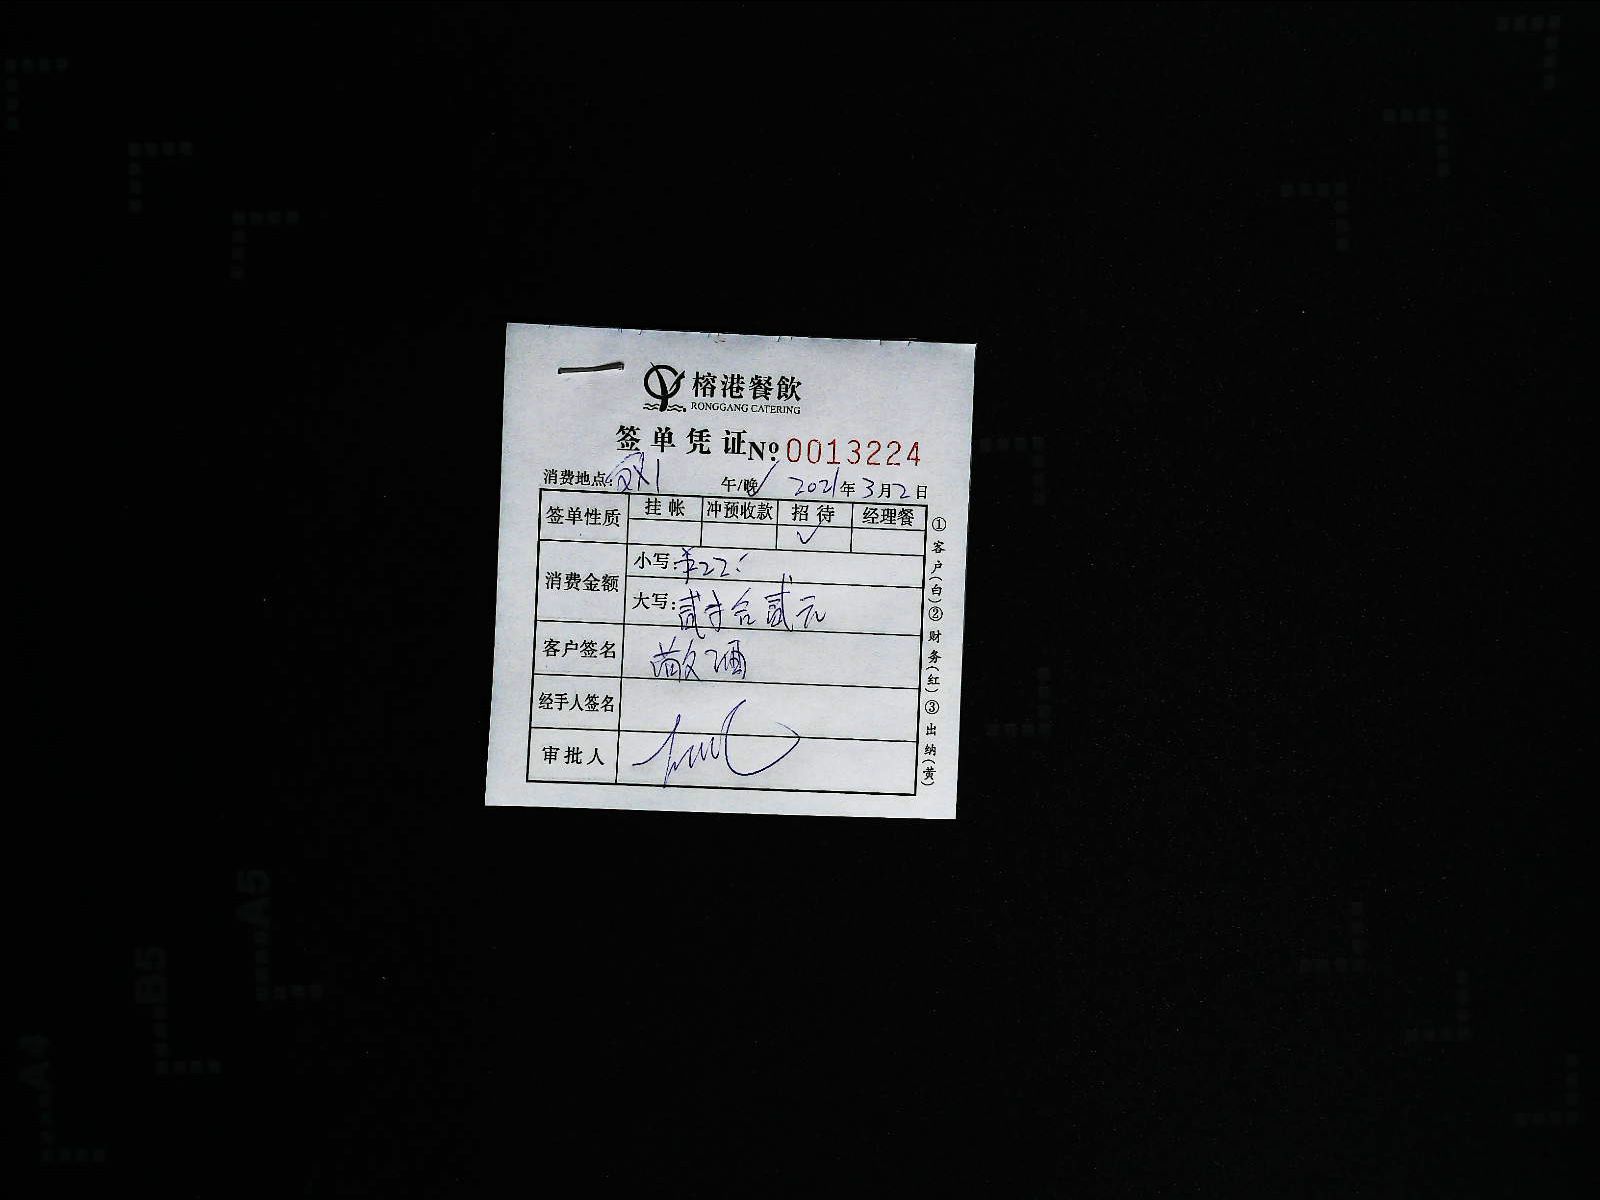 榕港餐飲
RONGGANG CATERING
签单凭证 № 0013224
消费地点: 午/晚✓ 2021年3月2日
签单性质 挂帐 冲预收款 招待 经理餐
✓
消费金额 小写:¥22.
大写:贰拾贰元
客户签名 敬酒
经手人签名
审批人
①客户(白)②财务(红)③出纳(黄)
A5
B5
A4